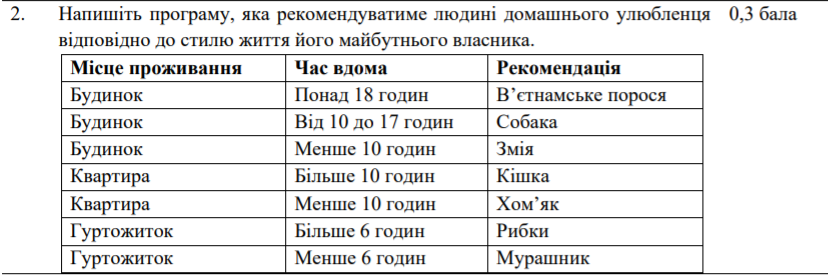 2. Напишіть програму, яка рекомендуватиме людині домашнього улюбленця 0,3 бала
відповідно до стилю життя його майбутнього власника.
Місце проживання Час вдома Рекомендація
Будинок Понад 18 годин В’єтнамське порося
Будинок Від 10 до 17 годин Собака
Будинок Менше 10 годин Змія
Квартира Більше 10 годин Кішка
Квартира Менше 10 годин Хом’як
Гуртожиток Більше 6 годин Рибки
Гуртожиток Менше 6 годин Мурашник